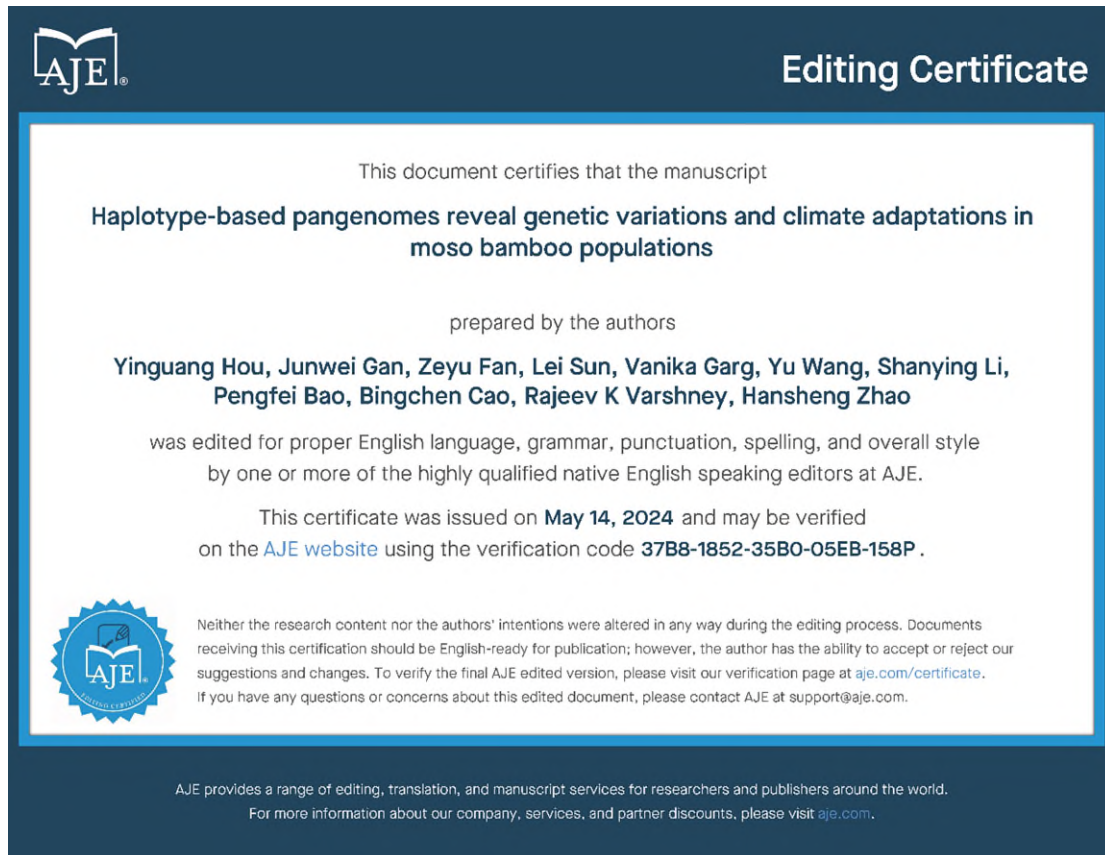 AJE®
Editing Certificate
This document certifies that the manuscript
Haplotype-based pangenomes reveal genetic variations and climate adaptations in
moso bamboo populations
prepared by the authors
Yinguang Hou, Junwei Gan, Zeyu Fan, Lei Sun, Vanika Garg, Yu Wang, Shanying Li,
Pengfei Bao, Bingchen Cao, Rajeev K Varshney, Hansheng Zhao
was edited for proper English language, grammar, punctuation, spelling, and overall style
by one or more of the highly qualified native English speaking editors at AJE.
This certificate was issued on May 14, 2024 and may be verified
on the AJE website using the verification code 37B8-1852-35B0-05EB-158P .
Neither the research content nor the authors' intentions were altered in any way during the editing process. Documents
receiving this certification should be English-ready for publication; however, the author has the ability to accept or reject our
suggestions and changes. To verify the final AJE edited version, please visit our verification page at aje.com/certificate.
If you have any questions or concerns about this edited document, please contact AJE at support@aje.com.
AJE®
EDITING CERTIFIED
AJE provides a range of editing, translation, and manuscript services for researchers and publishers around the world.
For more information about our company, services, and partner discounts, please visit aje.com.